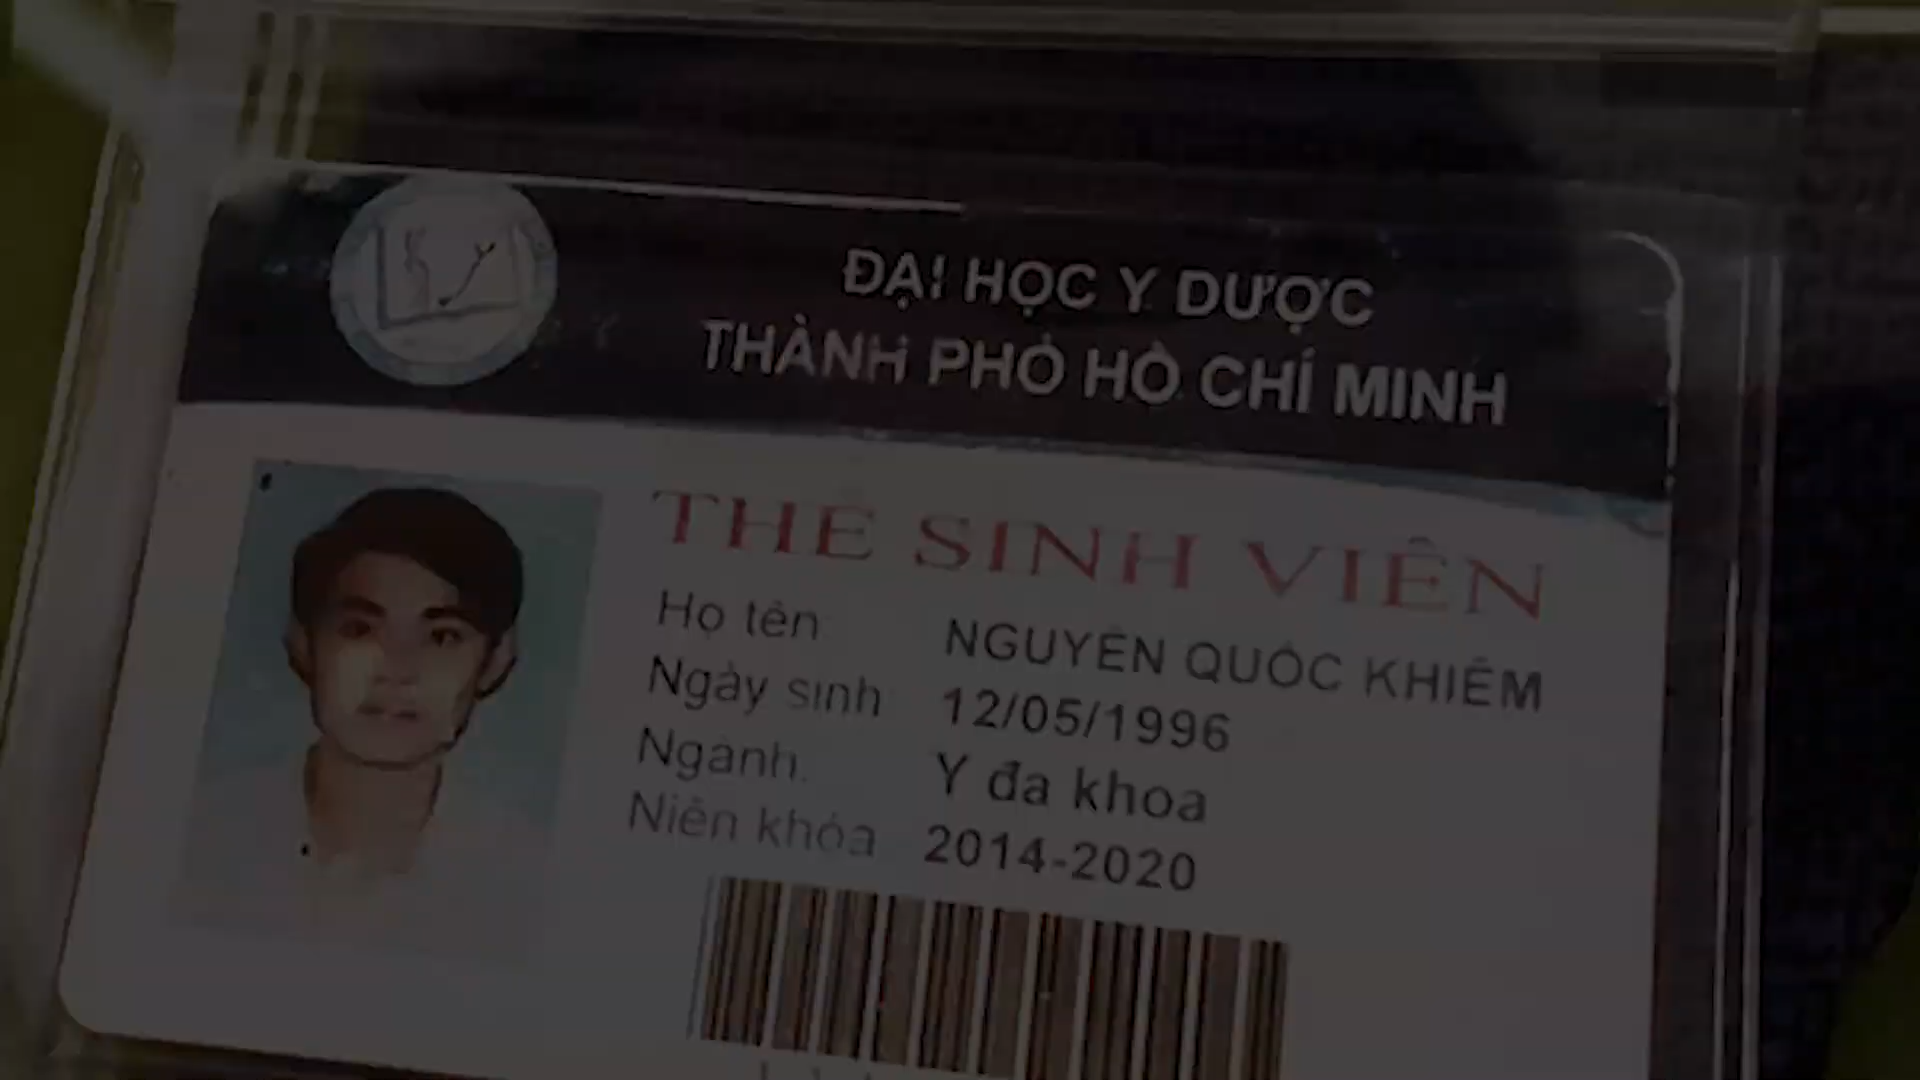 ĐẠI HỌC Y DƯỢC
THÀNH PHỐ HỒ CHÍ MINH
THẺ SINH VIÊN
Họ tên: NGUYỄN QUỐC KHIÊM
Ngày sinh 12/05/1996
Ngành: Y đa khoa
Niên khóa 2014-2020